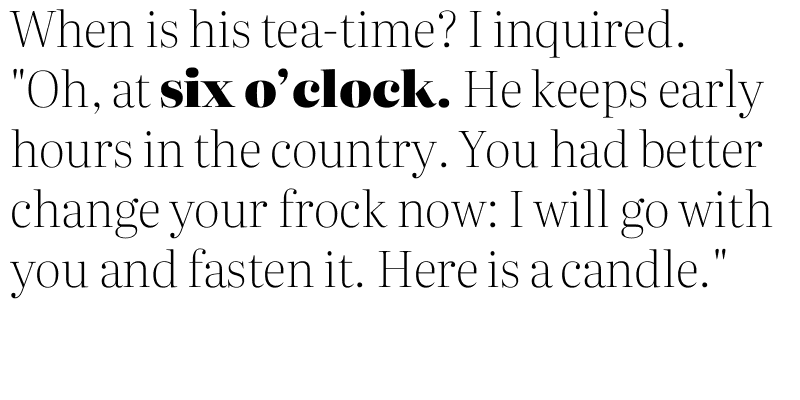 When is his tea-time? I inquired.
"Oh, at six o’clock. He keeps early
hours in the country. You had better
change your frock now: I will go with
you and fasten it. Here is a candle."